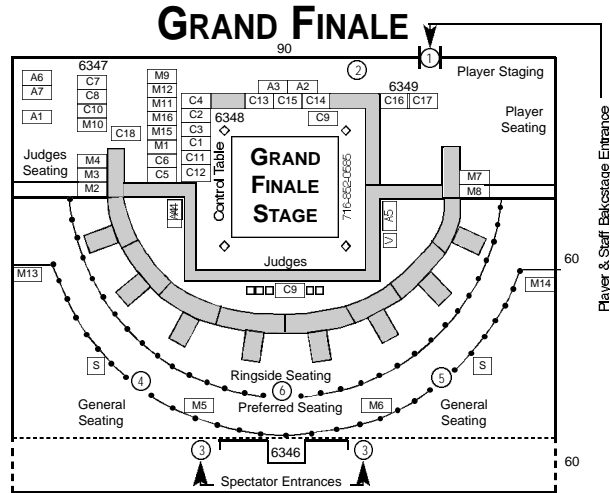 GRAND FINALE
90
1
2
Player Staging
6347
A6
A7
A1
C7
C8
C10
M10
C18
M9
M12
M11
M16
M15
M1
C6
C5
C4
C2
C3
C1
C11
C12
A3
A2
C13
C15
C14
C9
6348
6349
C16
C17
Player
Seating
Judges
Seating
M4
M3
M2
Control Table
GRAND
FINALE
STAGE
716-852-0585
M7
M8
A5
V
Judges
C9
Player & Staff Bakcstage Entrance
60
M13
M14
S
S
Ringside Seating
4
6
5
General
Seating
M5
Preferred Seating
M6
General
Seating
3
6346
3
60
Spectator Entrances